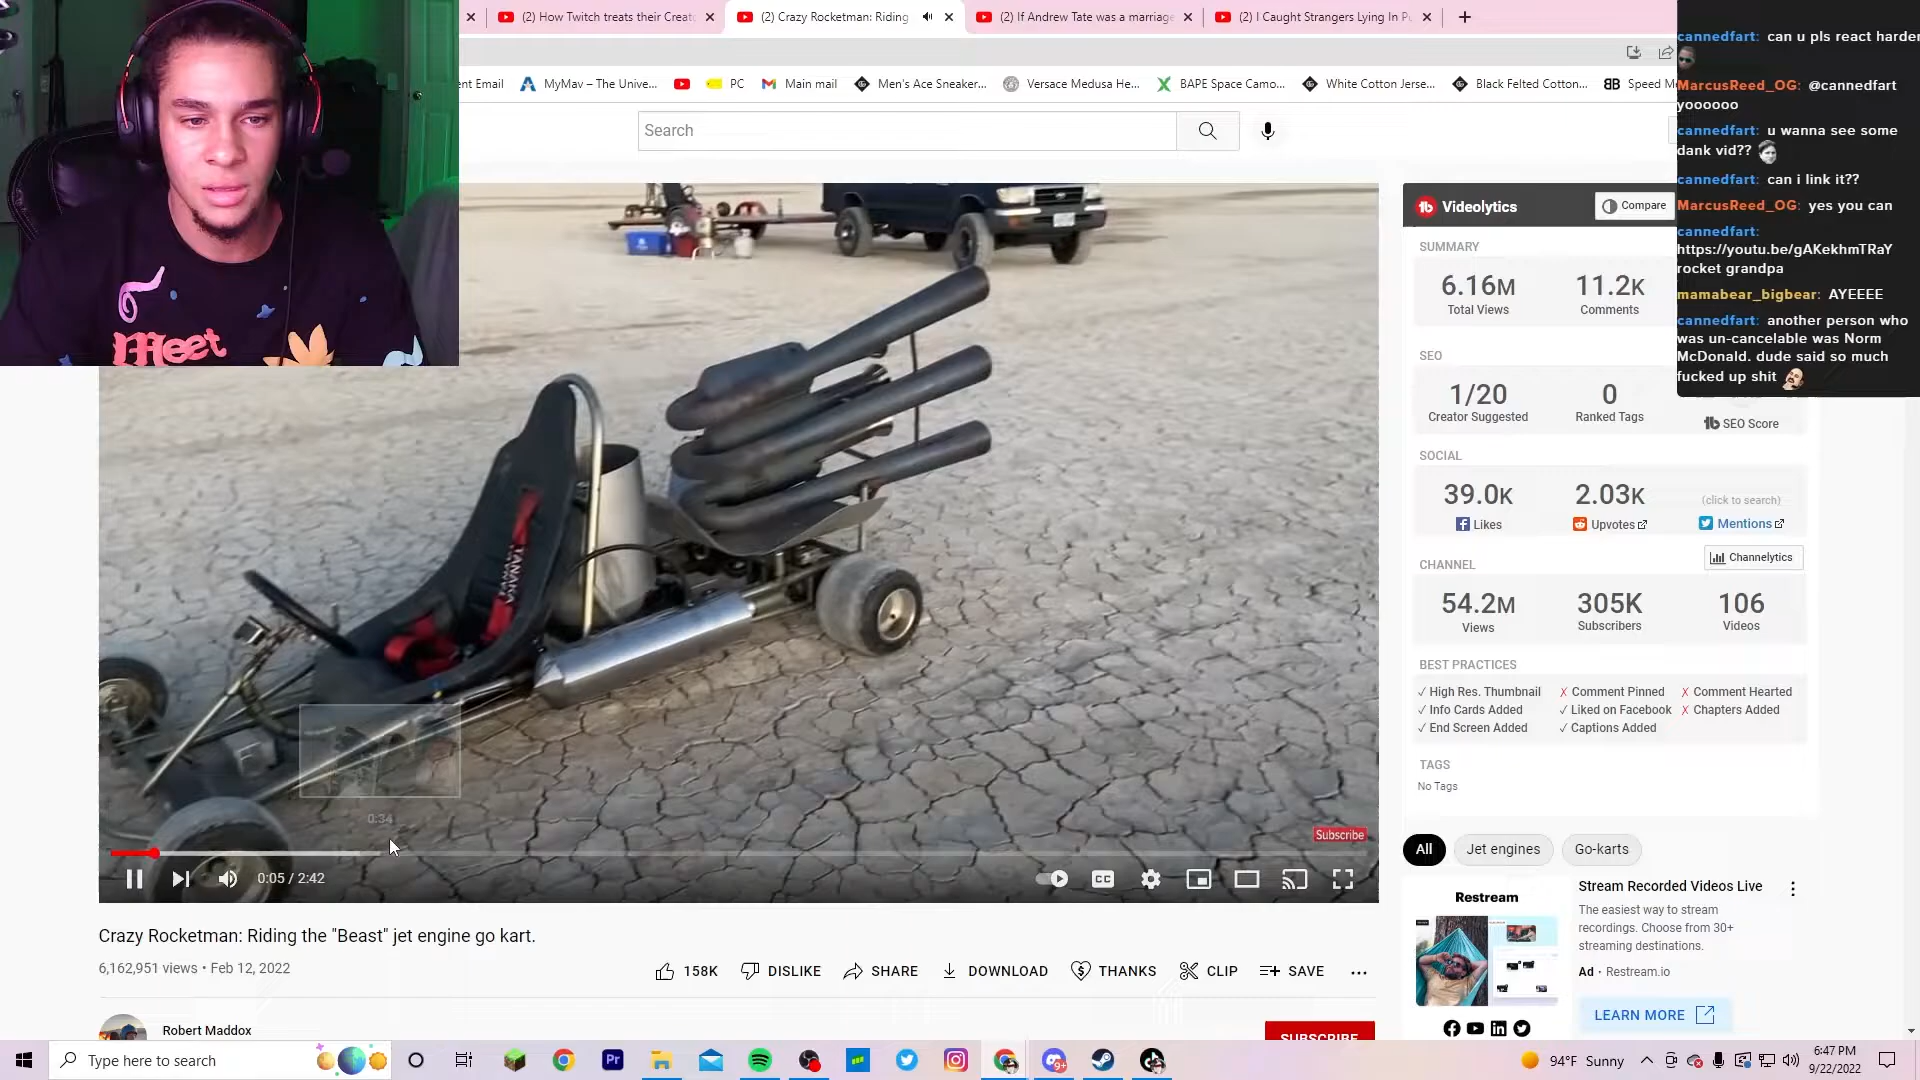 (2) How Twitch treats their Creato
(2) Crazy Rocketman: Riding
(2) If Andrew Tate was a marriage
(2) I Caught Strangers Lying In Pu
ent Email
MyMav – The Unive...
PC
Main mail
Men's Ace Sneaker...
Versace Medusa He...
BAPE Space Camo...
White Cotton Jerse...
Black Felted Cotton...
BB Speed M
Search
cannedfart: can u pls react harder
MarcusReed_OG: @cannedfart
yoooooo
cannedfart: u wanna see some
dank vid??
cannedfart: can i link it??
MarcusReed_OG: yes you can
cannedfart:
https://youtu.be/gAKekhmTRaY
rocket grandpa
mamabear_bigbear: AYEEEE
cannedfart: another person who
was un-cancelable was Norm
McDonald. dude said so much
fucked up shit
Meet
TANAKA
Videolytics
Compare
SUMMARY
6.16M 11.2K
Total Views Comments
SEO
1/20 0
Creator Suggested Ranked Tags
SEO Score
SOCIAL
39.0K 2.03K (click to search)
Likes Upvotes Mentions
CHANNEL
Channelytics
54.2M 305K 106
Views Subscribers Videos
BEST PRACTICES
✓ High Res. Thumbnail ✗ Comment Pinned ✗ Comment Hearted
✓ Info Cards Added ✓ Liked on Facebook ✗ Chapters Added
✓ End Screen Added ✓ Captions Added
TAGS
No Tags
0:34
Subscribe
0:05 / 2:42
CC
All Jet engines Go-karts
Restream
Stream Recorded Videos Live
The easiest way to stream
recordings. Choose from 30+
streaming destinations.
Ad · Restream.io
LEARN MORE
Crazy Rocketman: Riding the "Beast" jet engine go kart.
6,162,951 views • Feb 12, 2022
158K DISLIKE SHARE DOWNLOAD THANKS CLIP SAVE
Robert Maddox
SUBSCRIBE
Type here to search
Pr
9+
94°F Sunny
6:47 PM
9/22/2022